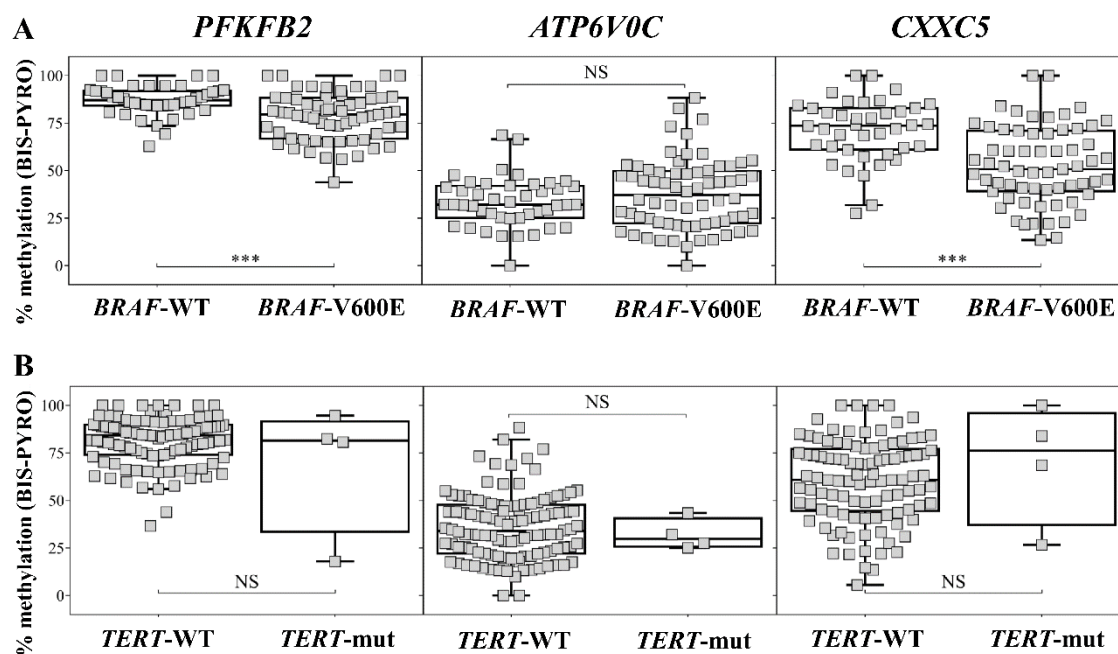 A PFKFB2 ATP6V0C CXXC5
% methylation (BIS-PYRO)
100
75
50
25
0
*** NS ***
BRAF-WT BRAF-V600E BRAF-WT BRAF-V600E BRAF-WT BRAF-V600E
B
% methylation (BIS-PYRO)
100
75
50
25
0
NS NS NS
TERT-WT TERT-mut TERT-WT TERT-mut TERT-WT TERT-mut